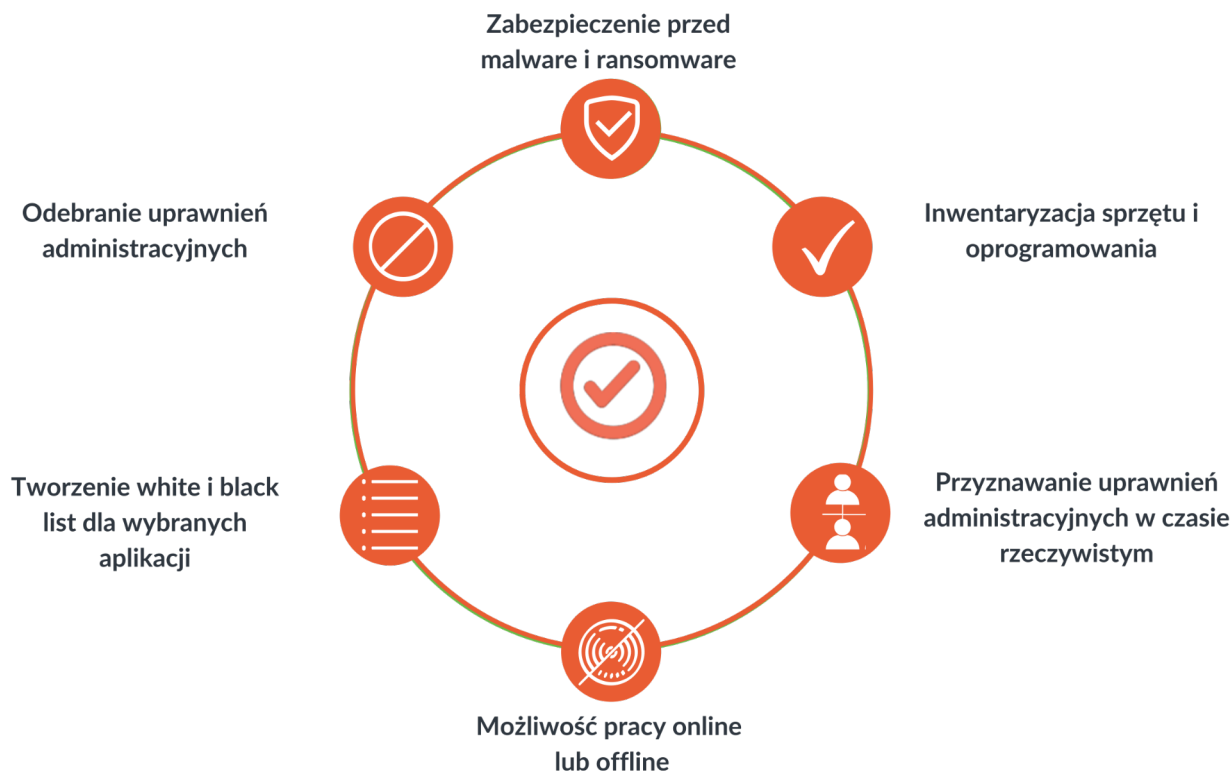 Zabezpieczenie przed
malware i ransomware
Odebranie uprawnień
administracyjnych
Inwentaryzacja sprzętu i
oprogramowania
Tworzenie white i black
list dla wybranych
aplikacji
Przyznawanie uprawnień
administracyjnych w czasie
rzeczywistym
Możliwość pracy online
lub offline